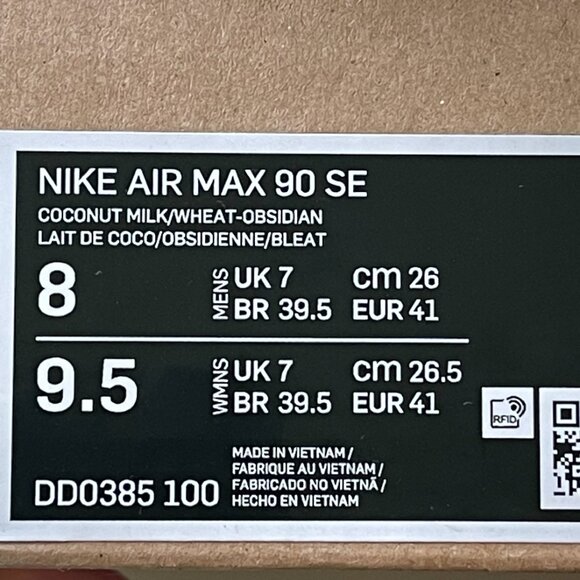 NIKE AIR MAX 90 SE
COCONUT MILK/WHEAT-OBSIDIAN
LAIT DE COCO/OBSIDIENNE/BLEAT
8 MENS UK 7 cm 26
BR 39.5 EUR 41
9.5 WMNS UK 7 cm 26.5
BR 39.5 EUR 41
RFID
MADE IN VIETNAM /
FABRIQUE AU VIETNAM /
FABRICADO NO VIETNÃ /
HECHO EN VIETNAM
DD0385 100